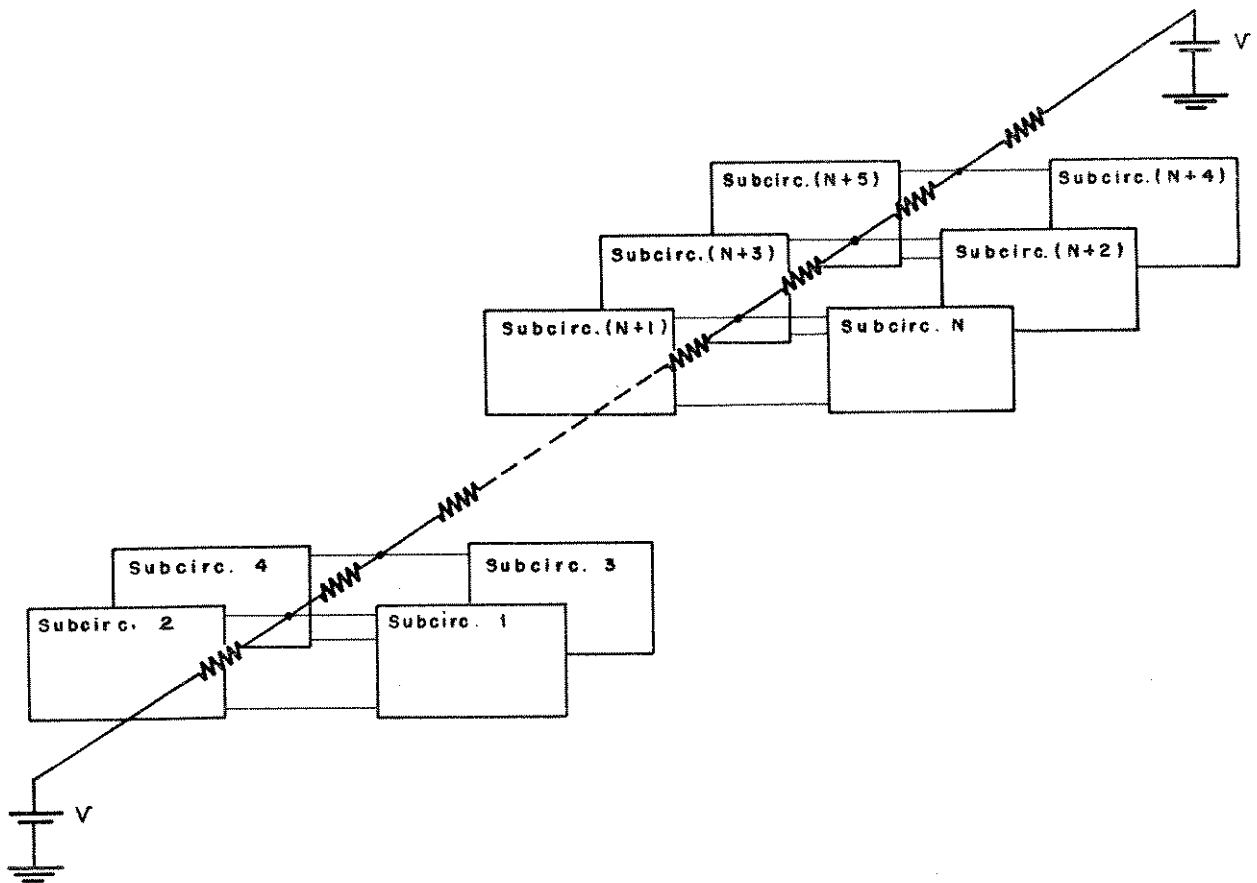 V
Subcirc.(N+5)
Subcirc.(N+4)
Subcirc.(N+3)
Subcirc.(N+2)
Subcirc.(N+1)
Subcirc. N
Subcirc. 4
Subcirc. 3
Subcirc. 2
Subcirc. 1
V